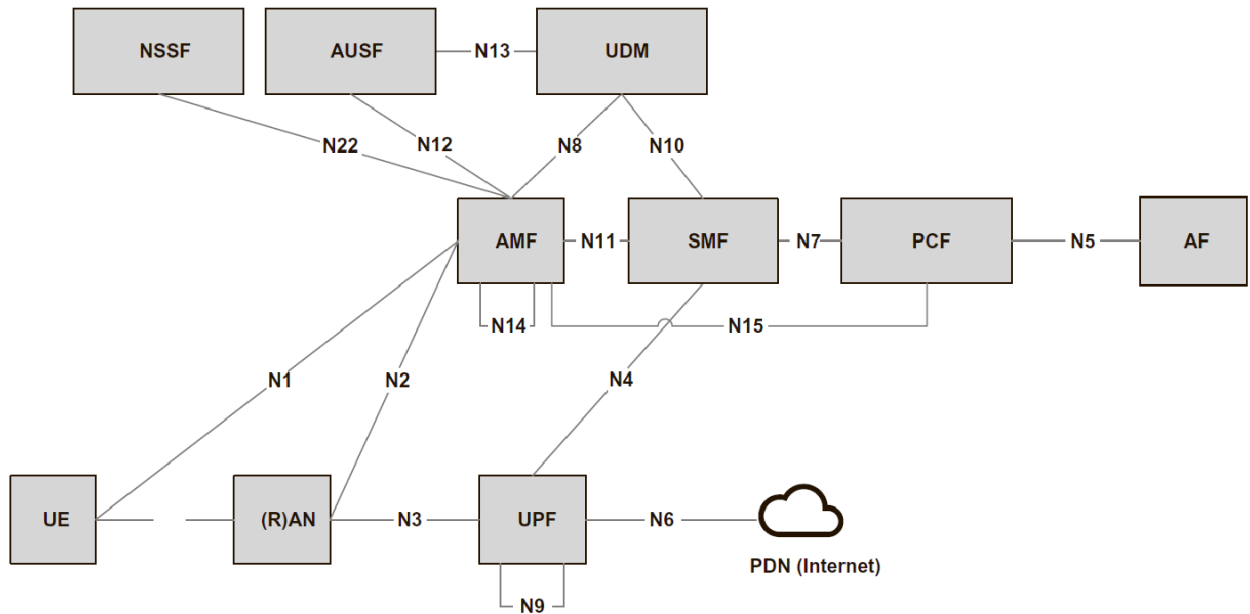 NSSF
AUSF
N13
UDM
N22
N12
N8
N10
AMF
N11
SMF
N7
PCF
N5
AF
N14
N15
N1
N2
N4
UE
(R)AN
N3
UPF
N6
PDN (Internet)
N9